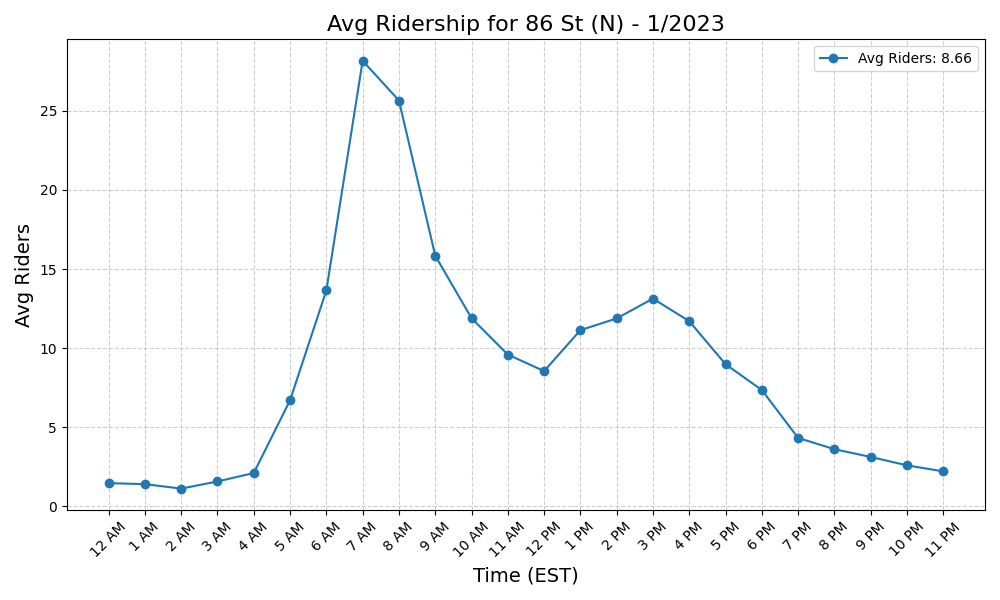 Avg Ridership for 86 St (N) - 1/2023
Avg Riders: 8.66
Avg Riders
25
20
15
10
5
0
12 AM
1 AM
2 AM
3 AM
4 AM
5 AM
6 AM
7 AM
8 AM
9 AM
10 AM
11 AM
12 PM
1 PM
2 PM
3 PM
4 PM
5 PM
6 PM
7 PM
8 PM
9 PM
10 PM
11 PM
Time (EST)